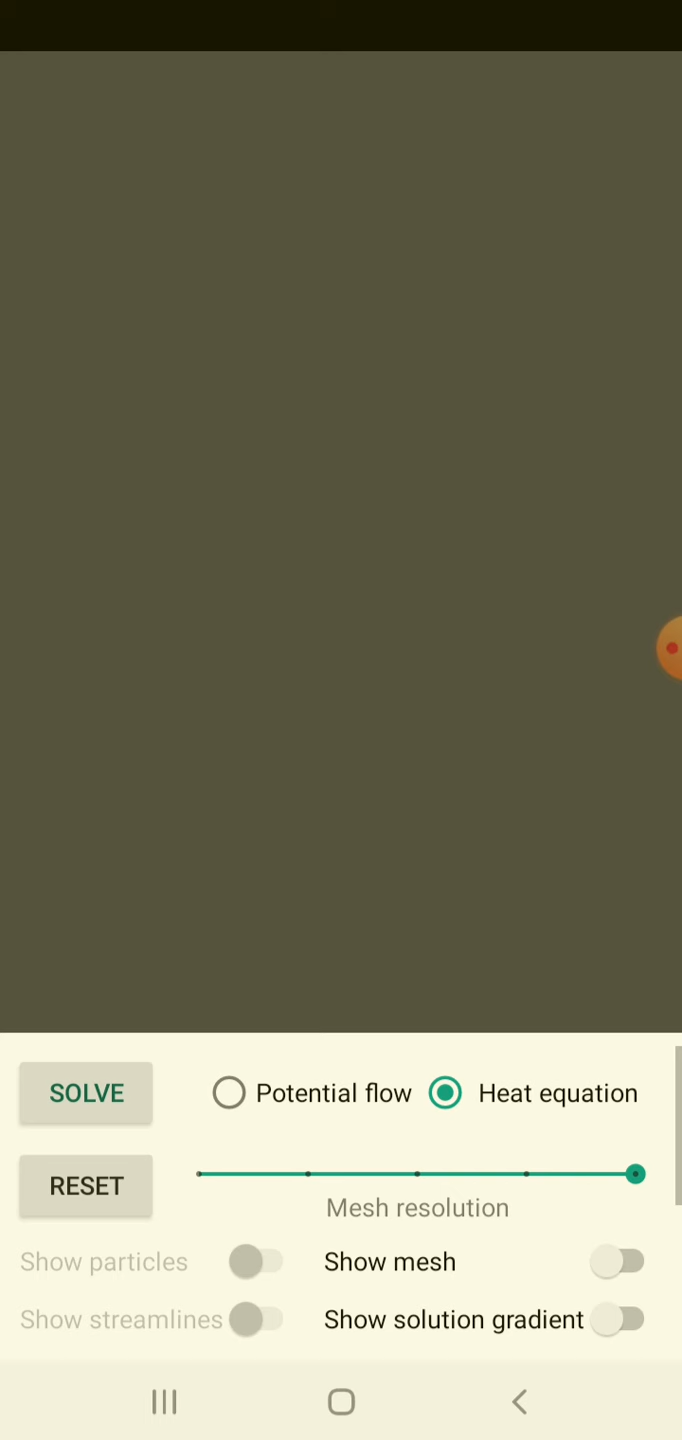 SOLVE
Potential flow
Heat equation
RESET
Mesh resolution
Show particles
Show mesh
Show streamlines
Show solution gradient